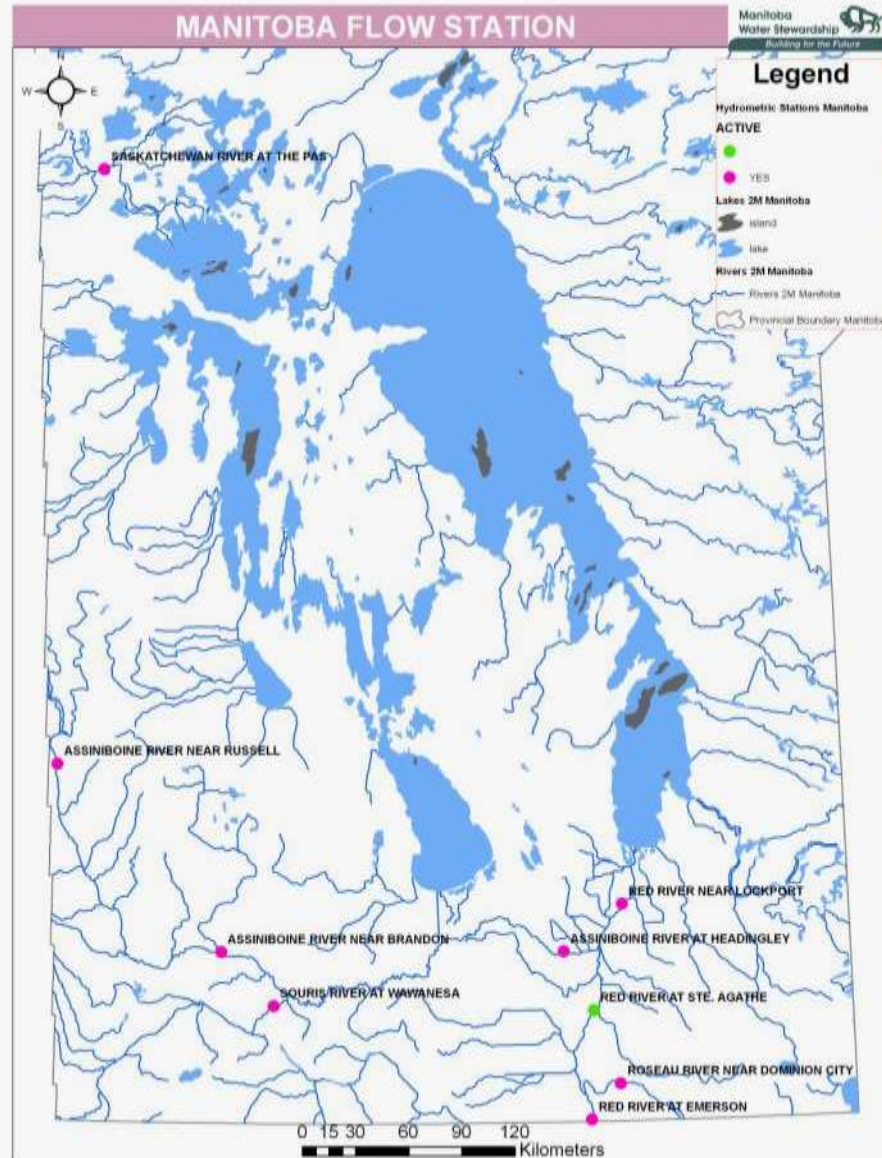 MANITOBA FLOW STATION
Manitoba
Water Stewardship
Building for the Future
N
W E
S
Legend
Hydrometric Stations Manitoba
ACTIVE
YES
Lakes 2M Manitoba
island
lake
Rivers 2M Manitoba
Rivers 2M Manitoba
Provincial Boundary Manitoba
SASKATCHEWAN RIVER AT THE PAS
ASSINIBOINE RIVER NEAR RUSSELL
RED RIVER NEAR LOCKPORT
ASSINIBOINE RIVER NEAR BRANDON
ASSINIBOINE RIVER AT HEADINGLEY
SOURIS RIVER AT WAWANESA
RED RIVER AT STE. AGATHE
ROSEAU RIVER NEAR DOMINION CITY
RED RIVER AT EMERSON
0 15 30 60 90 120
Kilometers